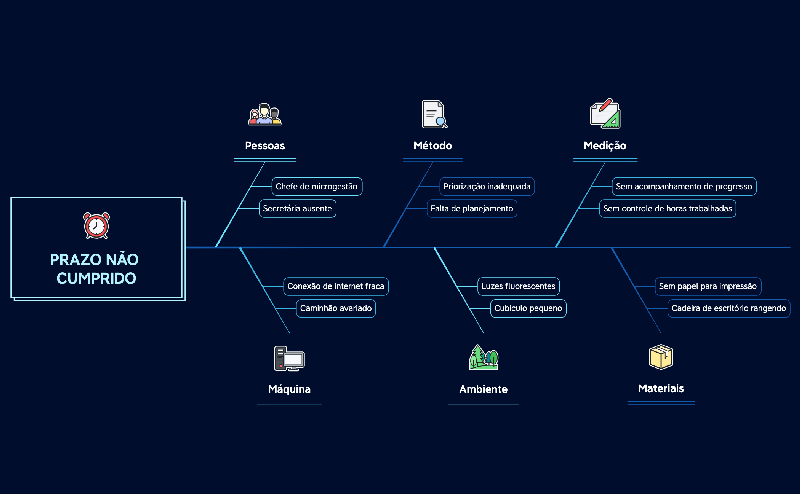 Pessoas
Método
Medição
Chefe de microgestão
Priorização inadequada
Sem acompanhamento de progresso
Secretária ausente
Falta de planejamento
Sem controle de horas trabalhadas
PRAZO NÃO
CUMPRIDO
Conexão de internet fraca
Luzes fluorescentes
Sem papel para impressão
Caminhão avariado
Cubículo pequeno
Cadeira de escritório rangendo
Máquina
Ambiente
Materiais